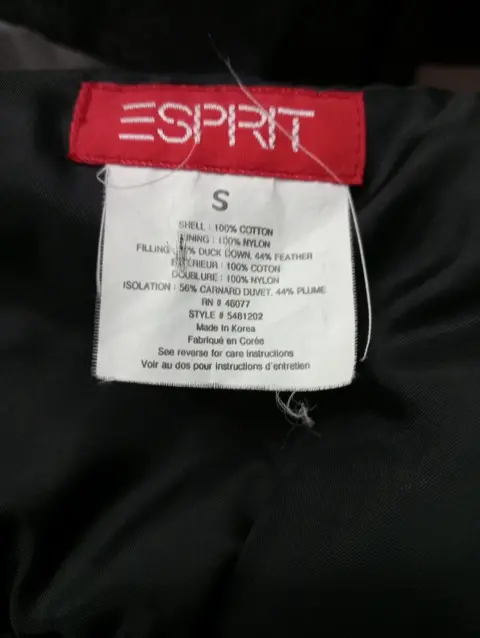 ESPRIT
S
SHELL : 100% COTTON
LINING : 100% NYLON
FILLING : DUCK DOWN, 44% FEATHER
EXTERIEUR : 100% COTON
DOUBLURE : 100% NYLON
ISOLATION : 56% CARNARD DUVET, 44% PLUME
RN # 46077
STYLE # 5481202
Made In Korea
Fabriqué en Corée
See reverse for care instructions
Voir au dos pour instructions d'entretien